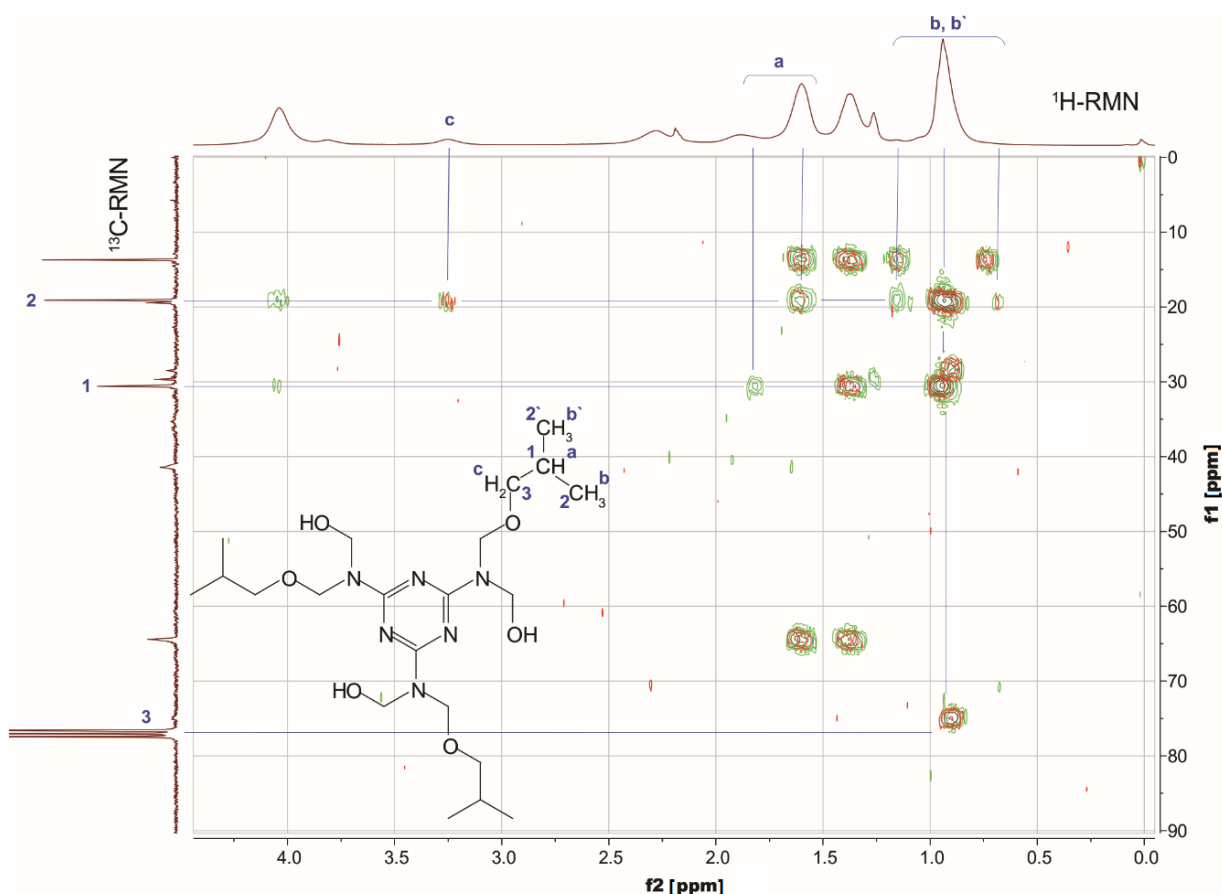 b, b`
a
¹H-RMN
c
¹³C-RMN
0
10
2
20
1
30
2` CH₃ b`
1 CH a
c
H₂C 3
b
2 CH₃
40
HO
O
50
O
N
N
N
60
N
N
OH
HO
N
70
3
O
80
90
4.0
3.5
3.0
2.5
2.0
1.5
1.0
0.5
0.0
f1 [ppm]
f2 [ppm]